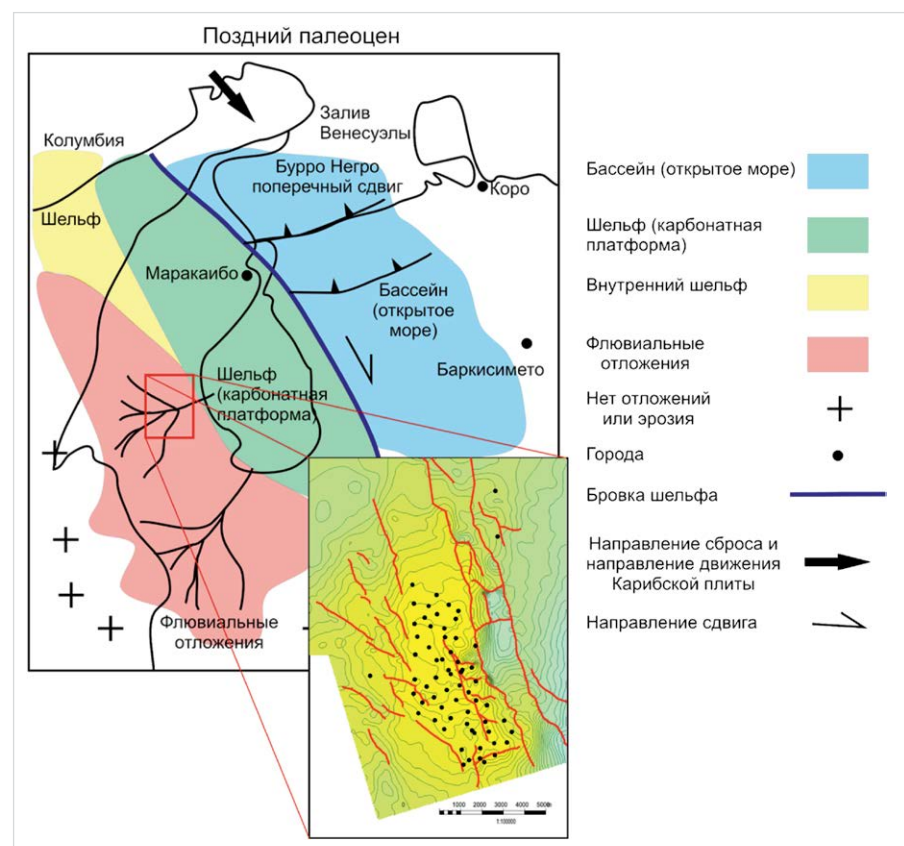 Поздний палеоцен
Залив
Венесуэлы
Колумбия
Бурро Негро
поперечный сдвиг
Коро
Шельф
Маракаибо
Бассейн
(открытое
море)
Баркисимето
Шельф
(карбонатная
платформа)
Флювиальные
отложения
0 1000 2000 3000 4000 5000m
1:100000
Бассейн (открытое море)
Шельф (карбонатная
платформа)
Внутренний шельф
Флювиальные
отложения
Нет отложений
или эрозия
Города
Бровка шельфа
Направление сброса и
направление движения
Карибской плиты
Направление сдвига